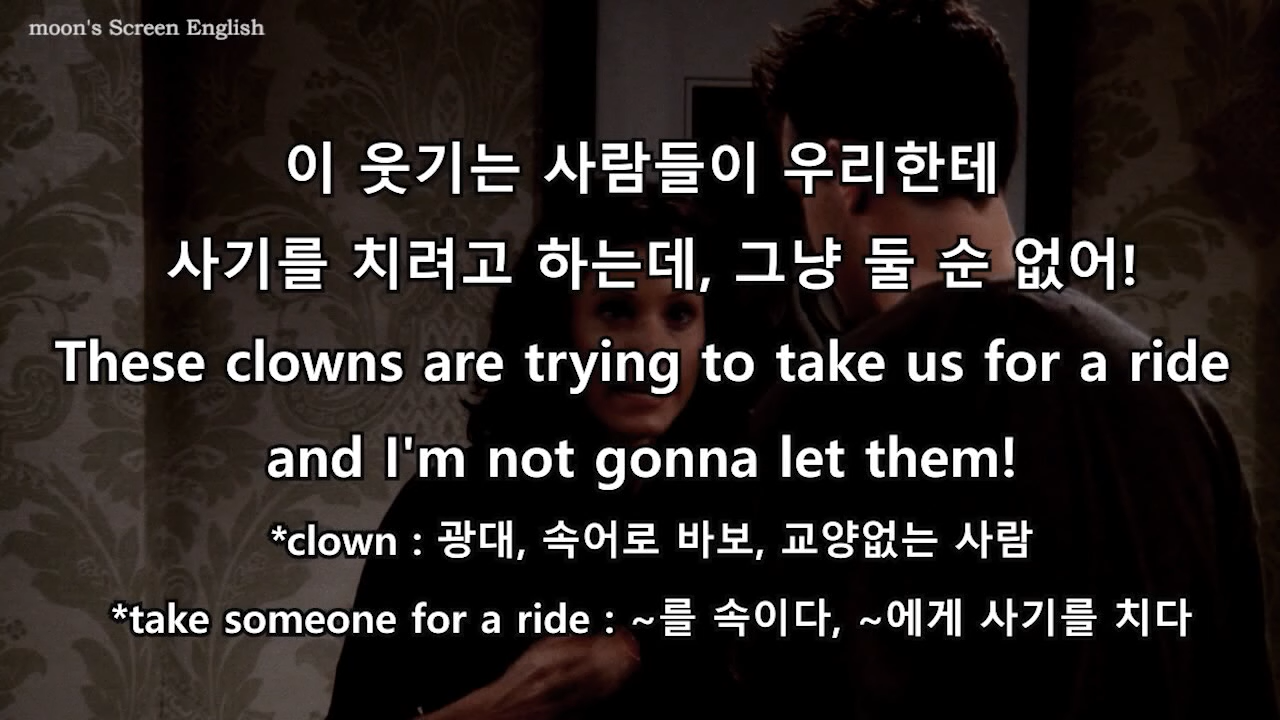 moon's Screen English
이 웃기는 사람들이 우리한테
사기를 치려고 하는데, 그냥 둘 순 없어!
These clowns are trying to take us for a ride
and I'm not gonna let them!
*clown : 광대, 속어로 바보, 교양없는 사람
*take someone for a ride : ~를 속이다, ~에게 사기를 치다